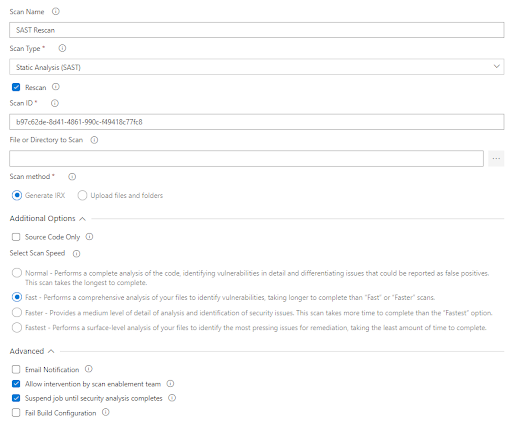 Scan Name
SAST Rescan
Scan Type *
Static Analysis (SAST)
Rescan
Scan ID *
b97c62de-8d41-4861-990c-f49418c77fc8
File or Directory to Scan
...
Scan method *
Generate IRX Upload files and folders
Additional Options
Source Code Only
Select Scan Speed
Normal - Performs a complete analysis of the code, identifying vulnerabilities in detail and differentiating issues that could be reported as false positives.
This scan takes the longest to complete.
Fast - Performs a comprehensive analysis of your files to identify vulnerabilities, taking longer to complete than "Fast" or "Faster" scans.
Faster - Provides a medium level of detail of analysis and identification of security issues. This scan takes more time to complete than the "Fastest" option.
Fastest - Performs a surface-level analysis of your files to identify the most pressing issues for remediation, taking the least amount of time to complete.
Advanced
Email Notification
Allow intervention by scan enablement team
Suspend job until security analysis completes
Fail Build Configuration